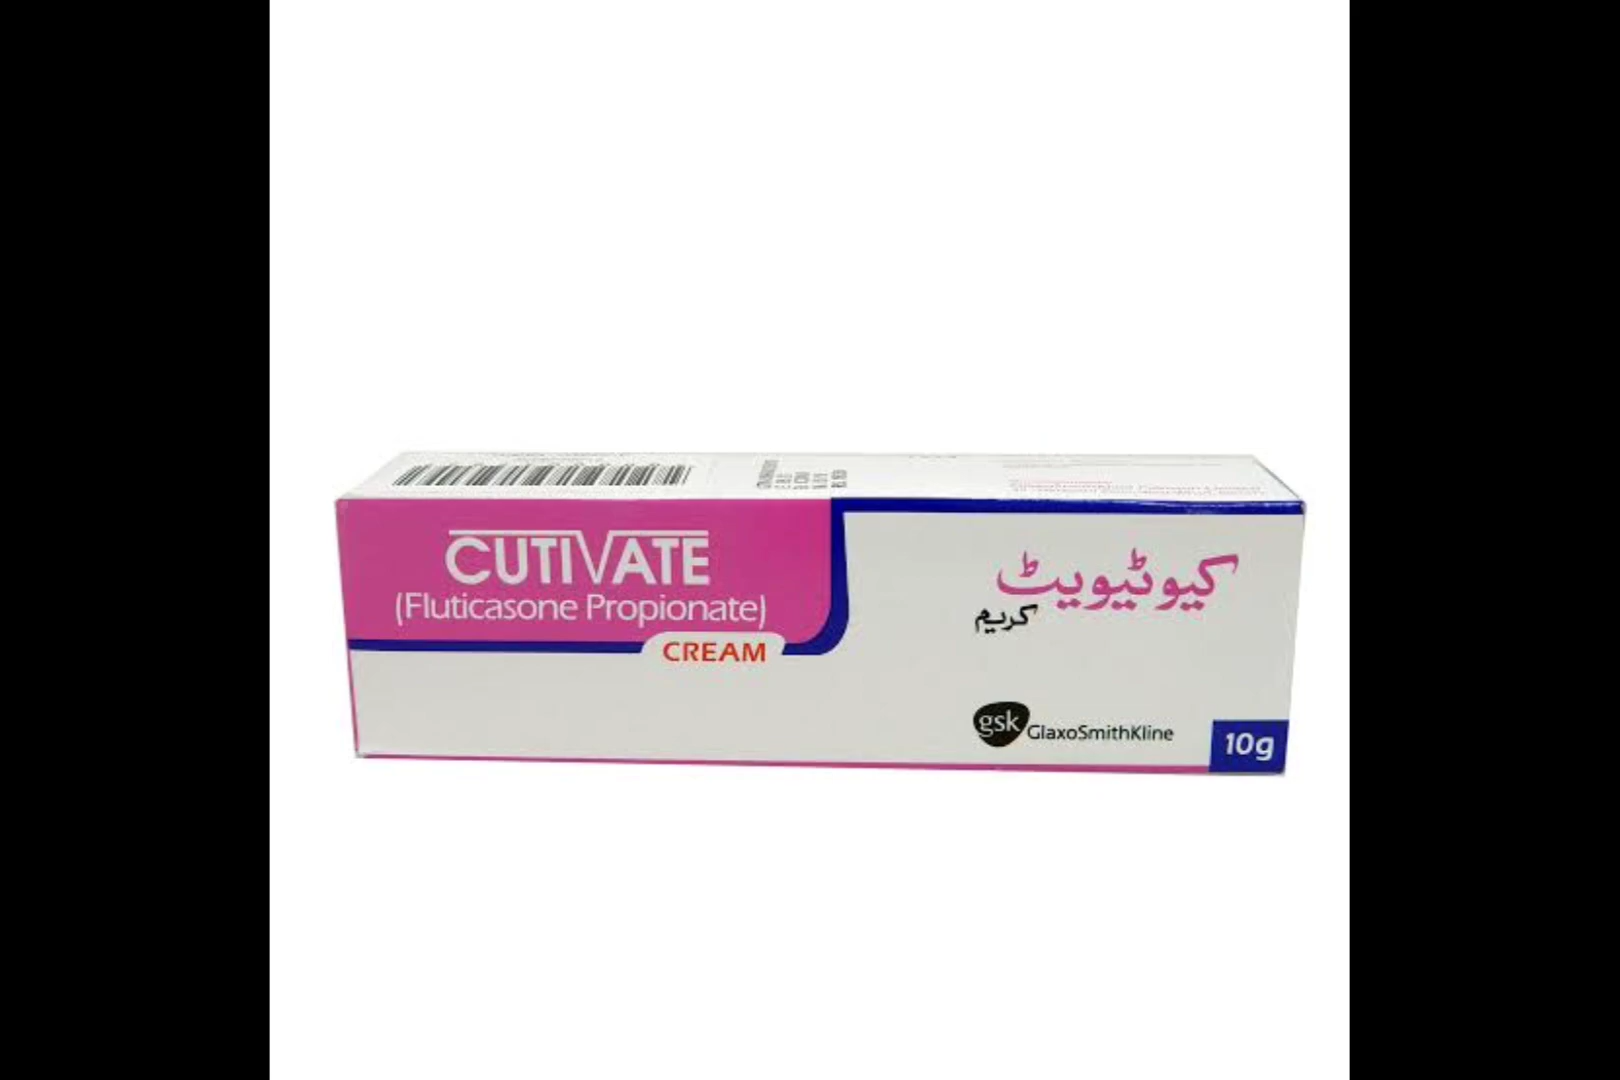 CUTIVATE
(Fluticasone Propionate)
CREAM
کیوٹیویٹ
کریم
gsk GlaxoSmithKline
10g